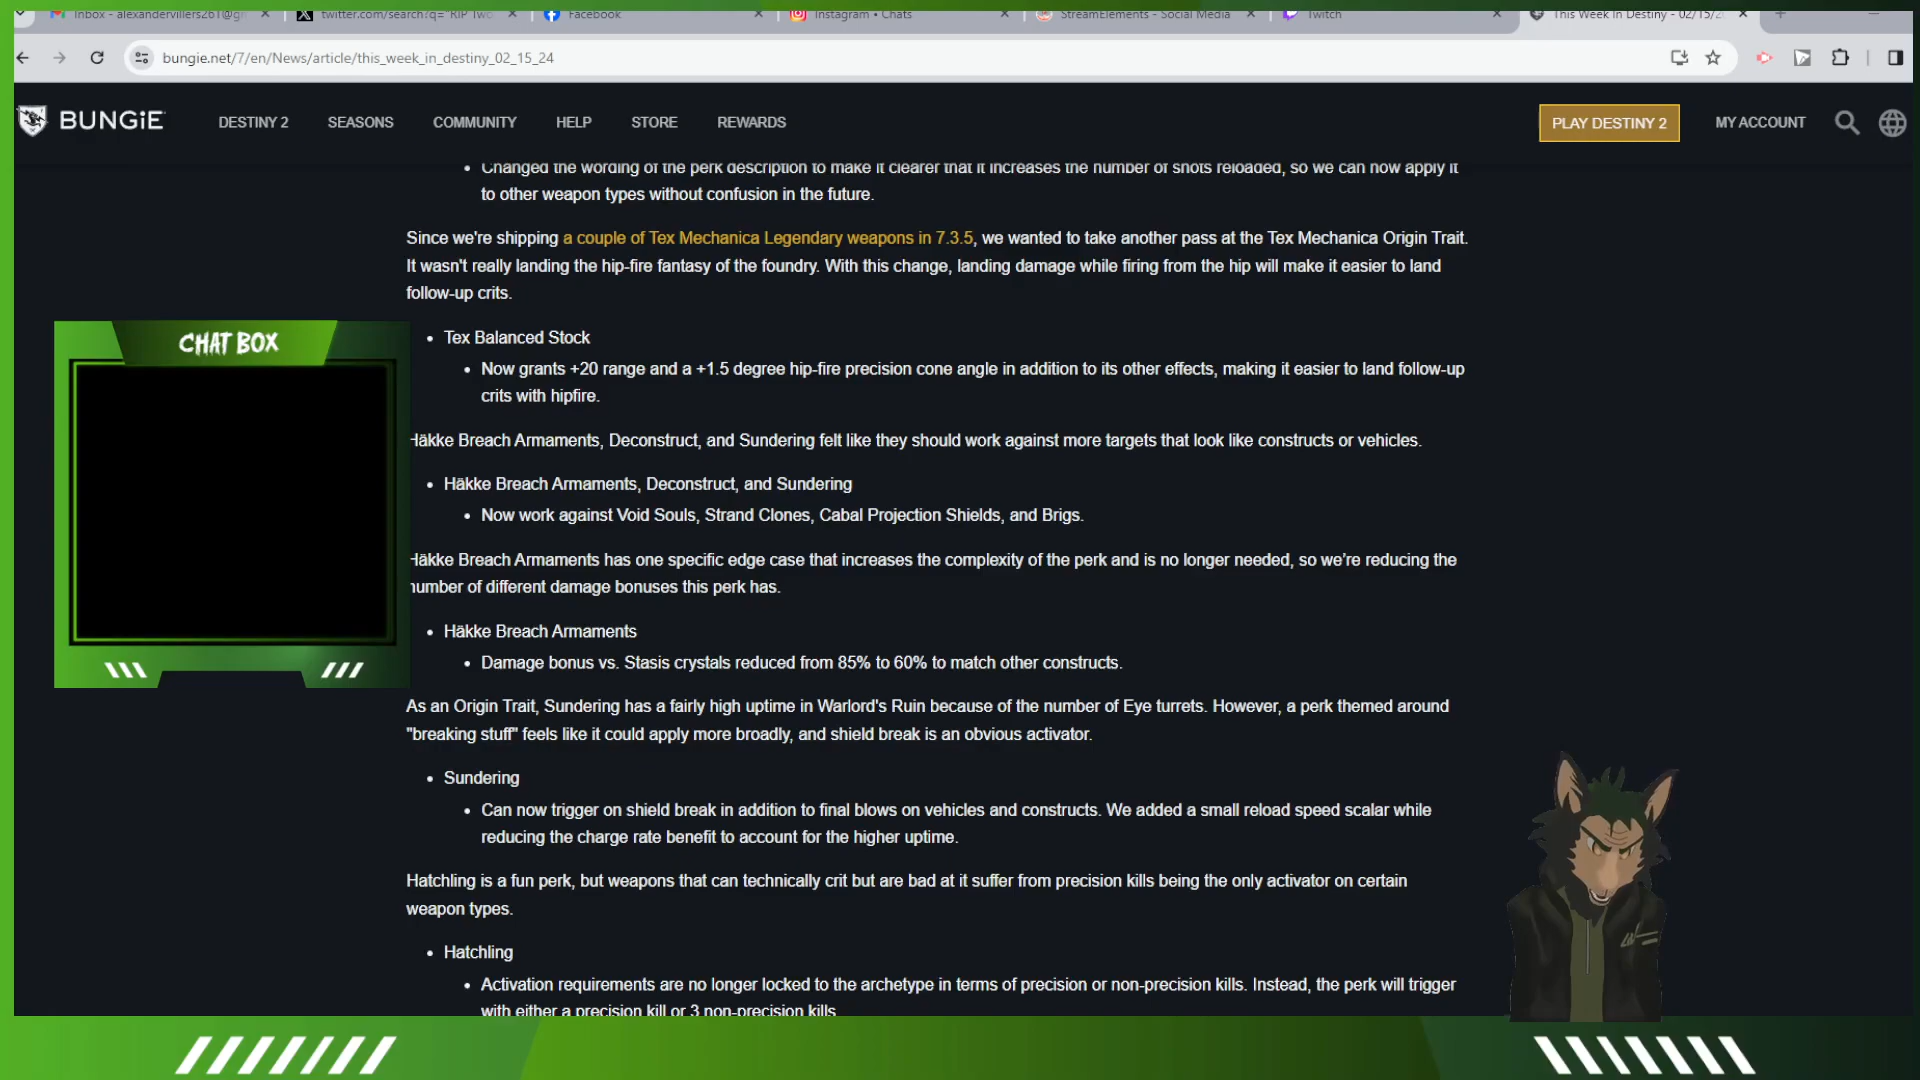 Inbox - alexandervillers261@g
twitter.com/search?q="RIP Two
Facebook
Instagram • Chats
StreamElements - Social Media
Twitch
This Week In Destiny - 02/15/2
bungie.net/7/en/News/article/this_week_in_destiny_02_15_24
BUNGiE
DESTINY 2
SEASONS
COMMUNITY
HELP
STORE
REWARDS
PLAY DESTINY 2
MY ACCOUNT
• Changed the wording of the perk description to make it clearer that it increases the number of shots reloaded, so we can now apply it
to other weapon types without confusion in the future.
Since we're shipping a couple of Tex Mechanica Legendary weapons in 7.3.5, we wanted to take another pass at the Tex Mechanica Origin Trait.
It wasn't really landing the hip-fire fantasy of the foundry. With this change, landing damage while firing from the hip will make it easier to land
follow-up crits.
CHAT BOX
• Tex Balanced Stock
• Now grants +20 range and a +1.5 degree hip-fire precision cone angle in addition to its other effects, making it easier to land follow-up
crits with hipfire.
Häkke Breach Armaments, Deconstruct, and Sundering felt like they should work against more targets that look like constructs or vehicles.
• Häkke Breach Armaments, Deconstruct, and Sundering
• Now work against Void Souls, Strand Clones, Cabal Projection Shields, and Brigs.
Häkke Breach Armaments has one specific edge case that increases the complexity of the perk and is no longer needed, so we're reducing the
number of different damage bonuses this perk has.
• Häkke Breach Armaments
• Damage bonus vs. Stasis crystals reduced from 85% to 60% to match other constructs.
As an Origin Trait, Sundering has a fairly high uptime in Warlord's Ruin because of the number of Eye turrets. However, a perk themed around
"breaking stuff" feels like it could apply more broadly, and shield break is an obvious activator.
• Sundering
• Can now trigger on shield break in addition to final blows on vehicles and constructs. We added a small reload speed scalar while
reducing the charge rate benefit to account for the higher uptime.
Hatchling is a fun perk, but weapons that can technically crit but are bad at it suffer from precision kills being the only activator on certain
weapon types.
• Hatchling
• Activation requirements are no longer locked to the archetype in terms of precision or non-precision kills. Instead, the perk will trigger
with either a precision kill or 3 non-precision kills